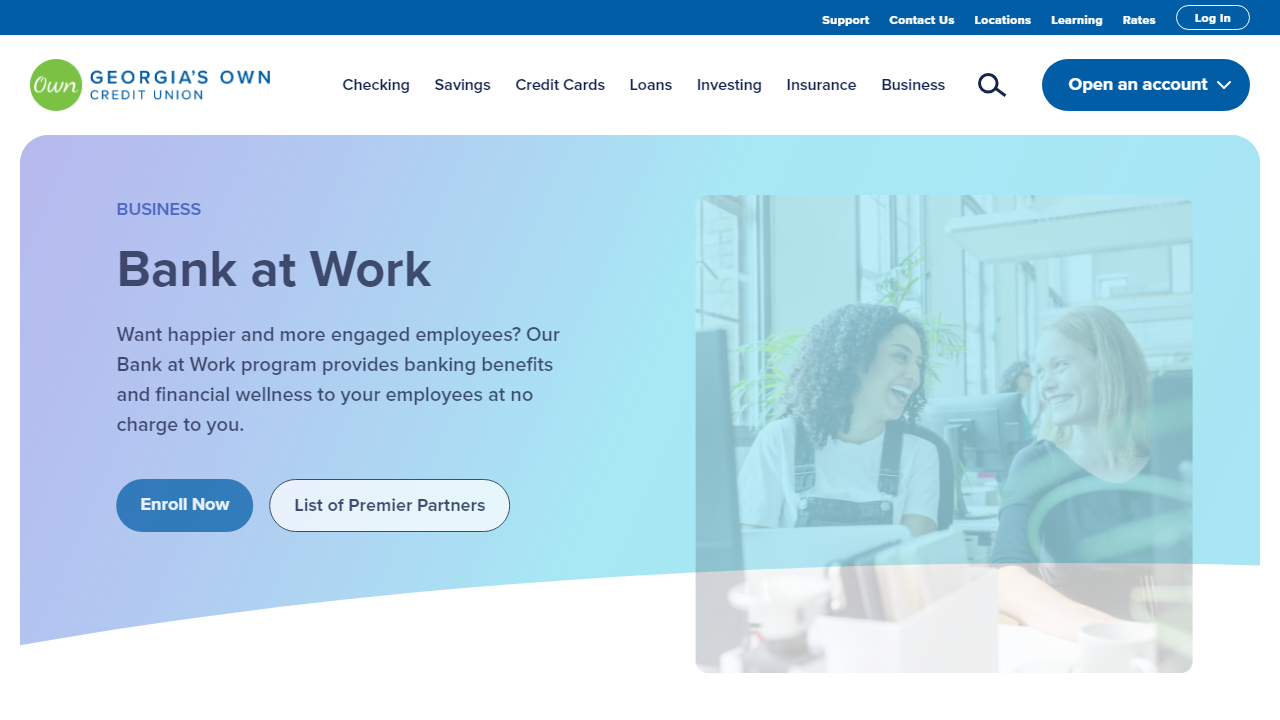 Support Contact Us Locations Learning Rates Log In
Own GEORGIA'S OWN
CREDIT UNION
Checking Savings Credit Cards Loans Investing Insurance Business
Open an account
BUSINESS
Bank at Work
Want happier and more engaged employees? Our
Bank at Work program provides banking benefits
and financial wellness to your employees at no
charge to you.
Enroll Now List of Premier Partners